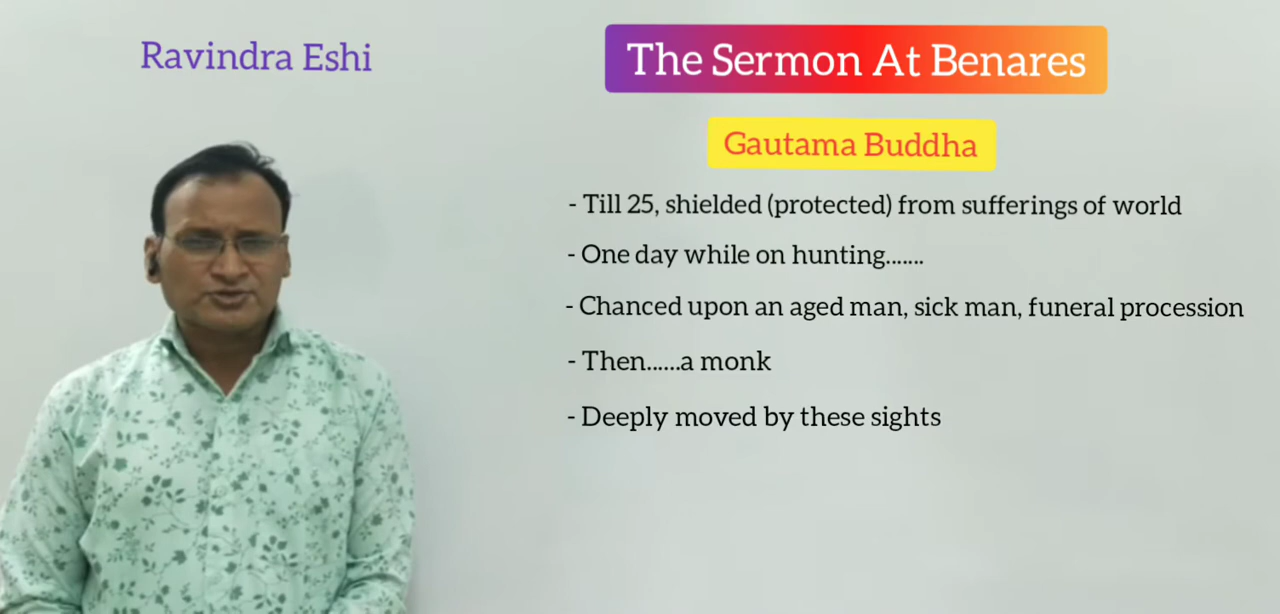 Ravindra Eshi
The Sermon At Benares
Gautama Buddha
- Till 25, shielded (protected) from sufferings of world
- One day while on hunting.......
- Chanced upon an aged man, sick man, funeral procession
- Then......a monk
- Deeply moved by these sights